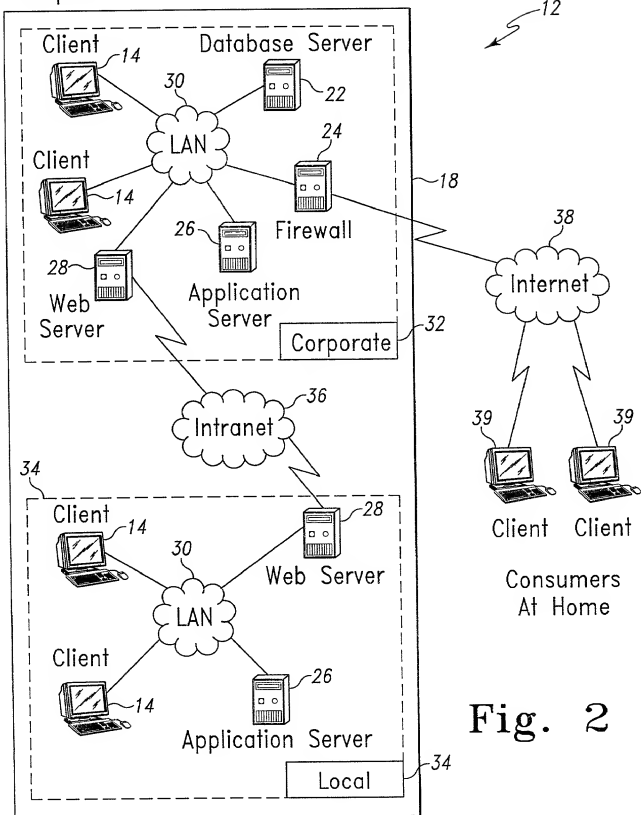 12
Client
14
Database Server
22
30
LAN
24
Client
14
18
Firewall
26
28
Application
Server
Web
Server
38
Internet
Corporate
32
36
Intranet
39
39
Client
Client
Consumers
At Home
34
Client
14
28
Web Server
30
LAN
Client
14
26
Application Server
Local
34
Fig. 2